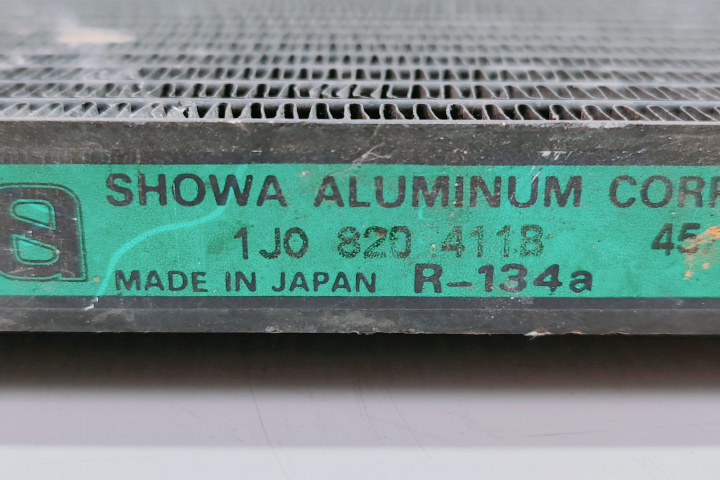 a SHOWA ALUMINUM CORP
1J0 820 411B 45
MADE IN JAPAN R-134a